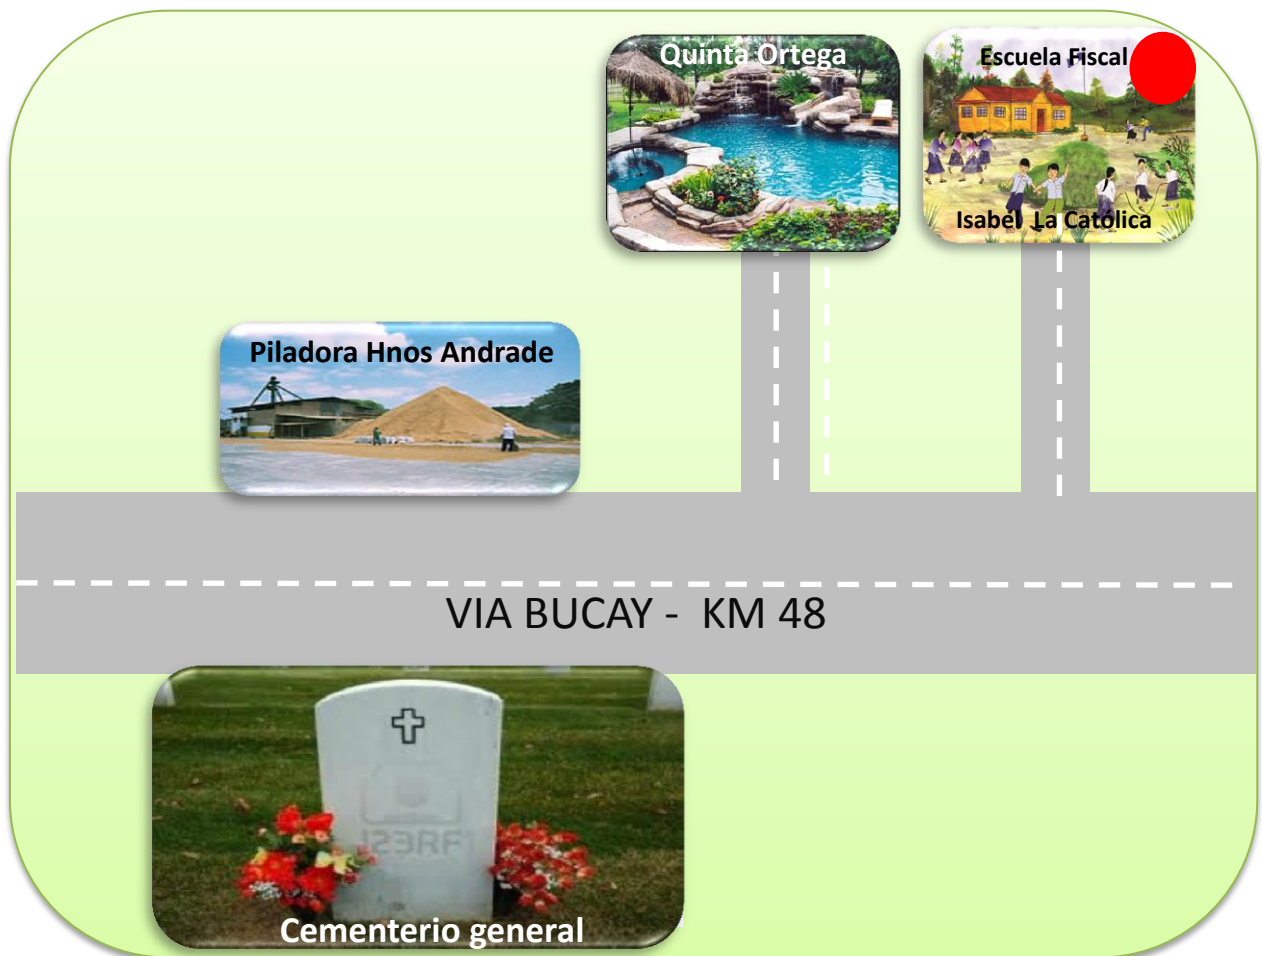 Quinta Ortega
Escuela Fiscal
Isabel La Católica
Piladora Hnos Andrade
VIA BUCAY - KM 48
123RF
Cementerio general